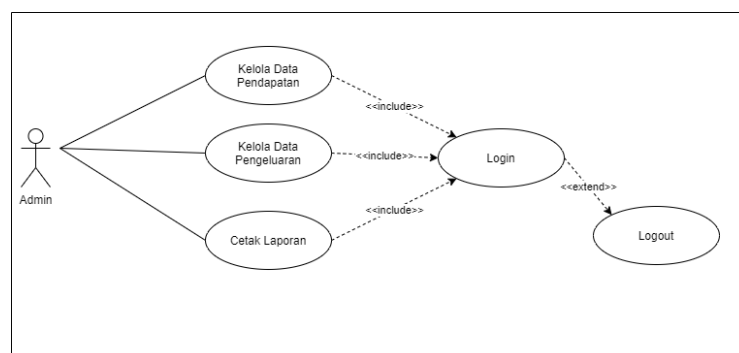 Kelola Data
Pendapatan
<<include>>
Kelola Data
Pengeluaran
<<include>>
Login
<<extend>>
Admin
<<include>>
Cetak Laporan
Logout